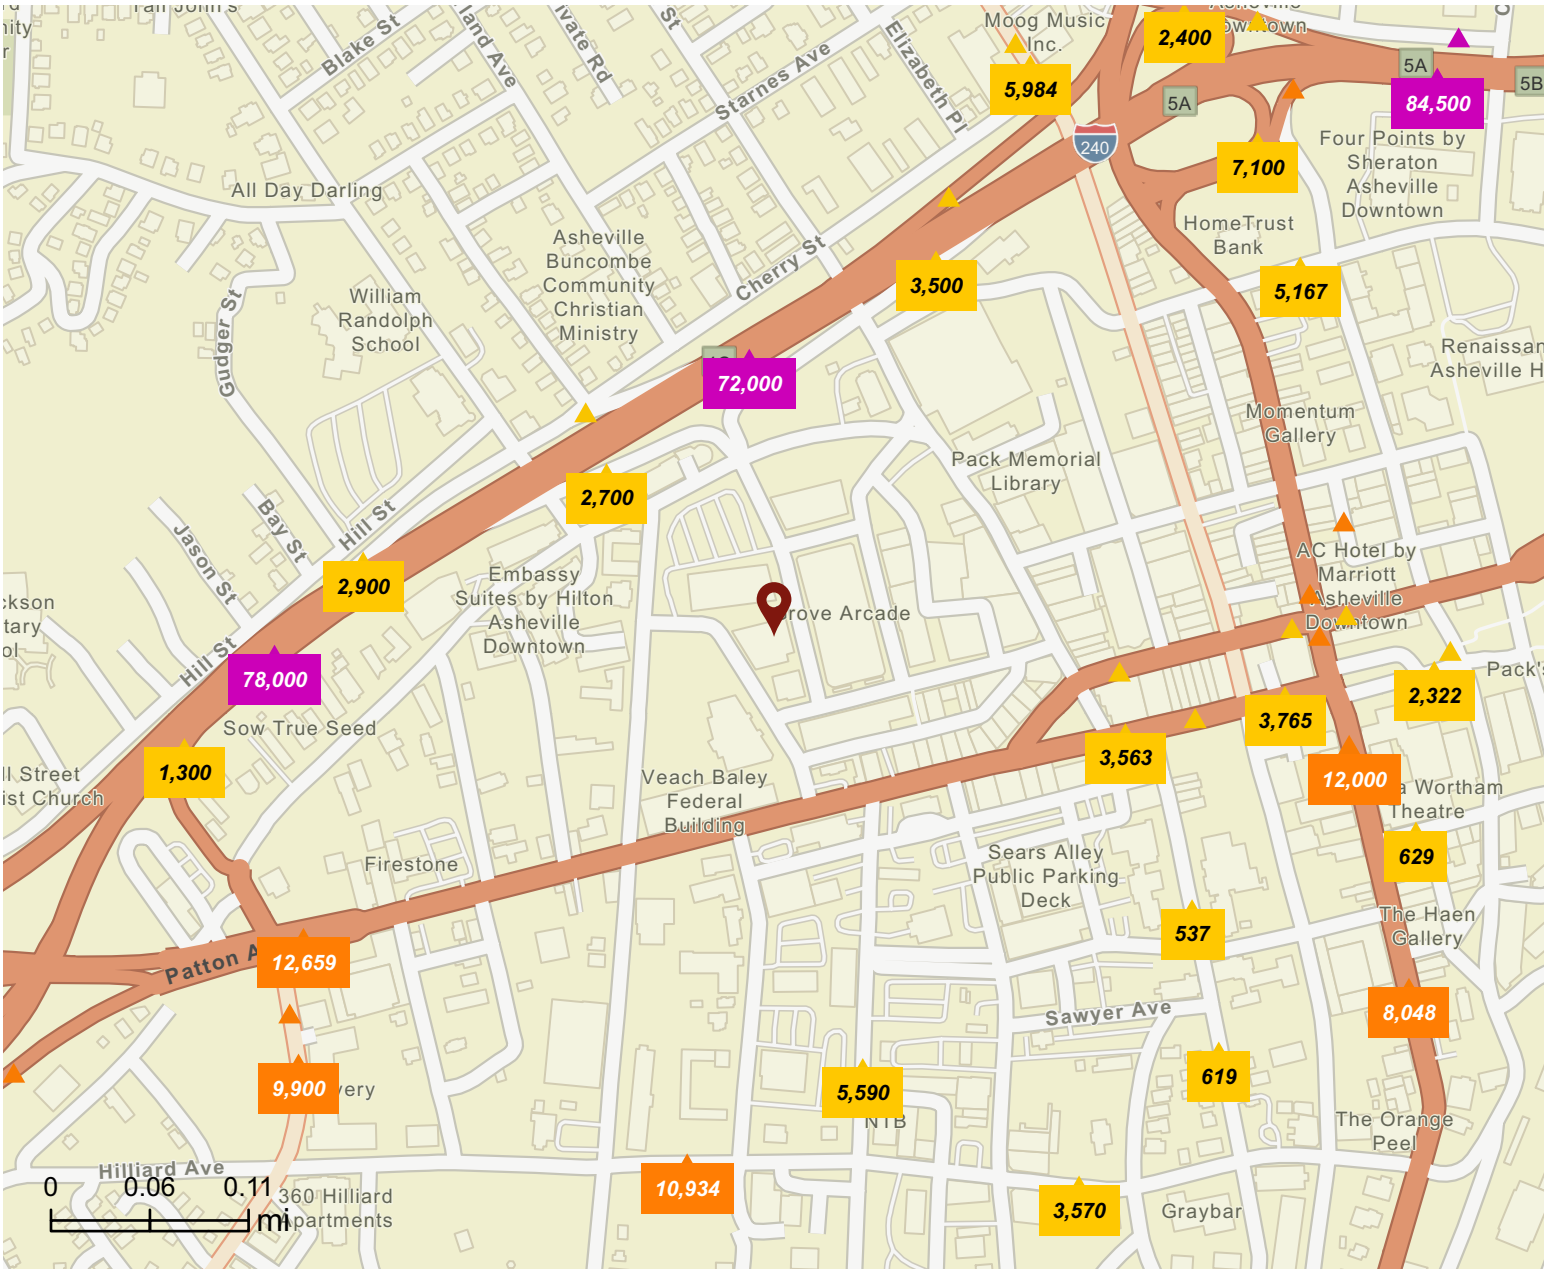 Blake St
Starnes Ave
Elizabeth Pl
Moog Music
Inc.
2,400
5,984
5A
5A
5B
84,500
240
7,100
Four Points by
Sheraton
Asheville
Downtown
All Day Darling
HomeTrust
Bank
Asheville
Buncombe
Community
Christian
Ministry
Cherry St
3,500
5,167
Gudger St
William
Randolph
School
72,000
Momentum
Gallery
Pack Memorial
Library
2,700
Bay St
Hill St
Jason St
2,900
Embassy
Suites by Hilton
Asheville
Downtown
AC Hotel by
Marriott
Asheville
Downtown
Hill St
78,000
2,322
Sow True Seed
3,765
3,563
1,300
Veach Baley
Federal
Building
12,000
Wortham
Theatre
629
Firestone
Sears Alley
Public Parking
Deck
537
The Haen
Gallery
Patton
12,659
Sawyer Ave
8,048
9,900
5,590
NTB
619
The Orange
Peel
Hilliard Ave
10,934
3,570
Graybar
0 0.06 0.11
mi
360 Hilliard
Apartments